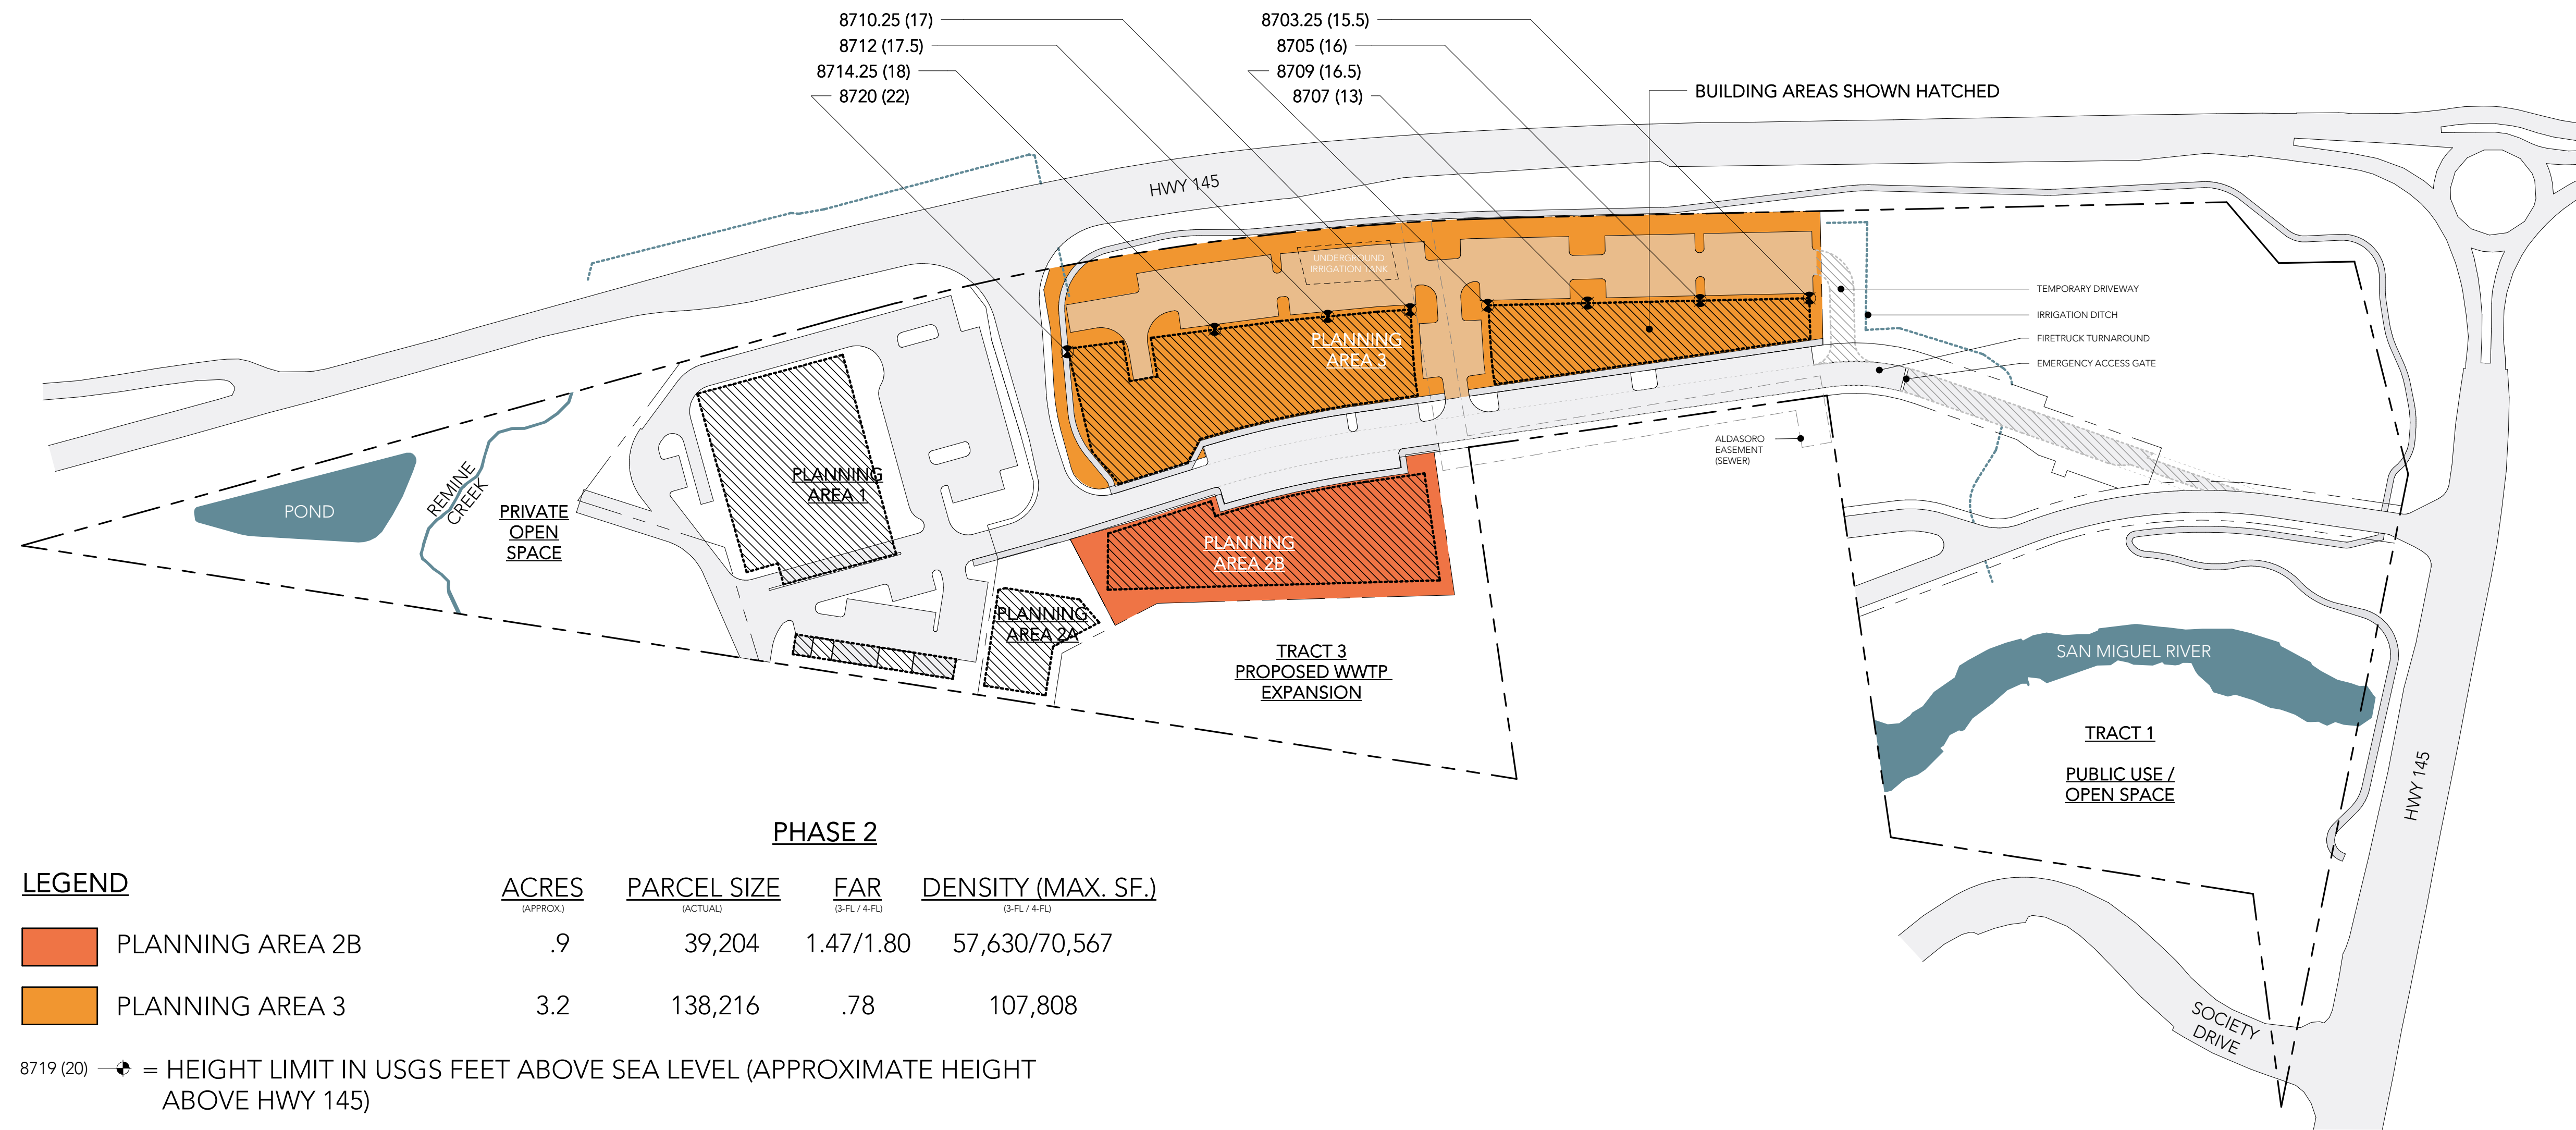 8710.25 (17)
8712 (17.5)
8714.25 (18)
8720 (22)
8703.25 (15.5)
8705 (16)
8709 (16.5)
8707 (13)
BUILDING AREAS SHOWN HATCHED
HWY 145
UNDERGROUND
IRRIGATION TANK
TEMPORARY DRIVEWAY
IRRIGATION DITCH
FIRETRUCK TURNAROUND
EMERGENCY ACCESS GATE
PLANNING
AREA 3
ALDASORO
EASEMENT
(SEWER)
PLANNING
AREA 1
POND
REMINE
CREEK
PRIVATE
OPEN
SPACE
PLANNING
AREA 2B
PLANNING
AREA 2A
TRACT 3
PROPOSED WWTP
EXPANSION
SAN MIGUEL RIVER
TRACT 1
PUBLIC USE /
OPEN SPACE
HWY 145
SOCIETY
DRIVE
PHASE 2
LEGEND
ACRES PARCEL SIZE FAR DENSITY (MAX. SF.)
(APPROX.) (ACTUAL) (3-FL / 4-FL) (3-FL / 4-FL)
PLANNING AREA 2B .9 39,204 1.47/1.80 57,630/70,567
PLANNING AREA 3 3.2 138,216 .78 107,808
8719 (20) = HEIGHT LIMIT IN USGS FEET ABOVE SEA LEVEL (APPROXIMATE HEIGHT
ABOVE HWY 145)